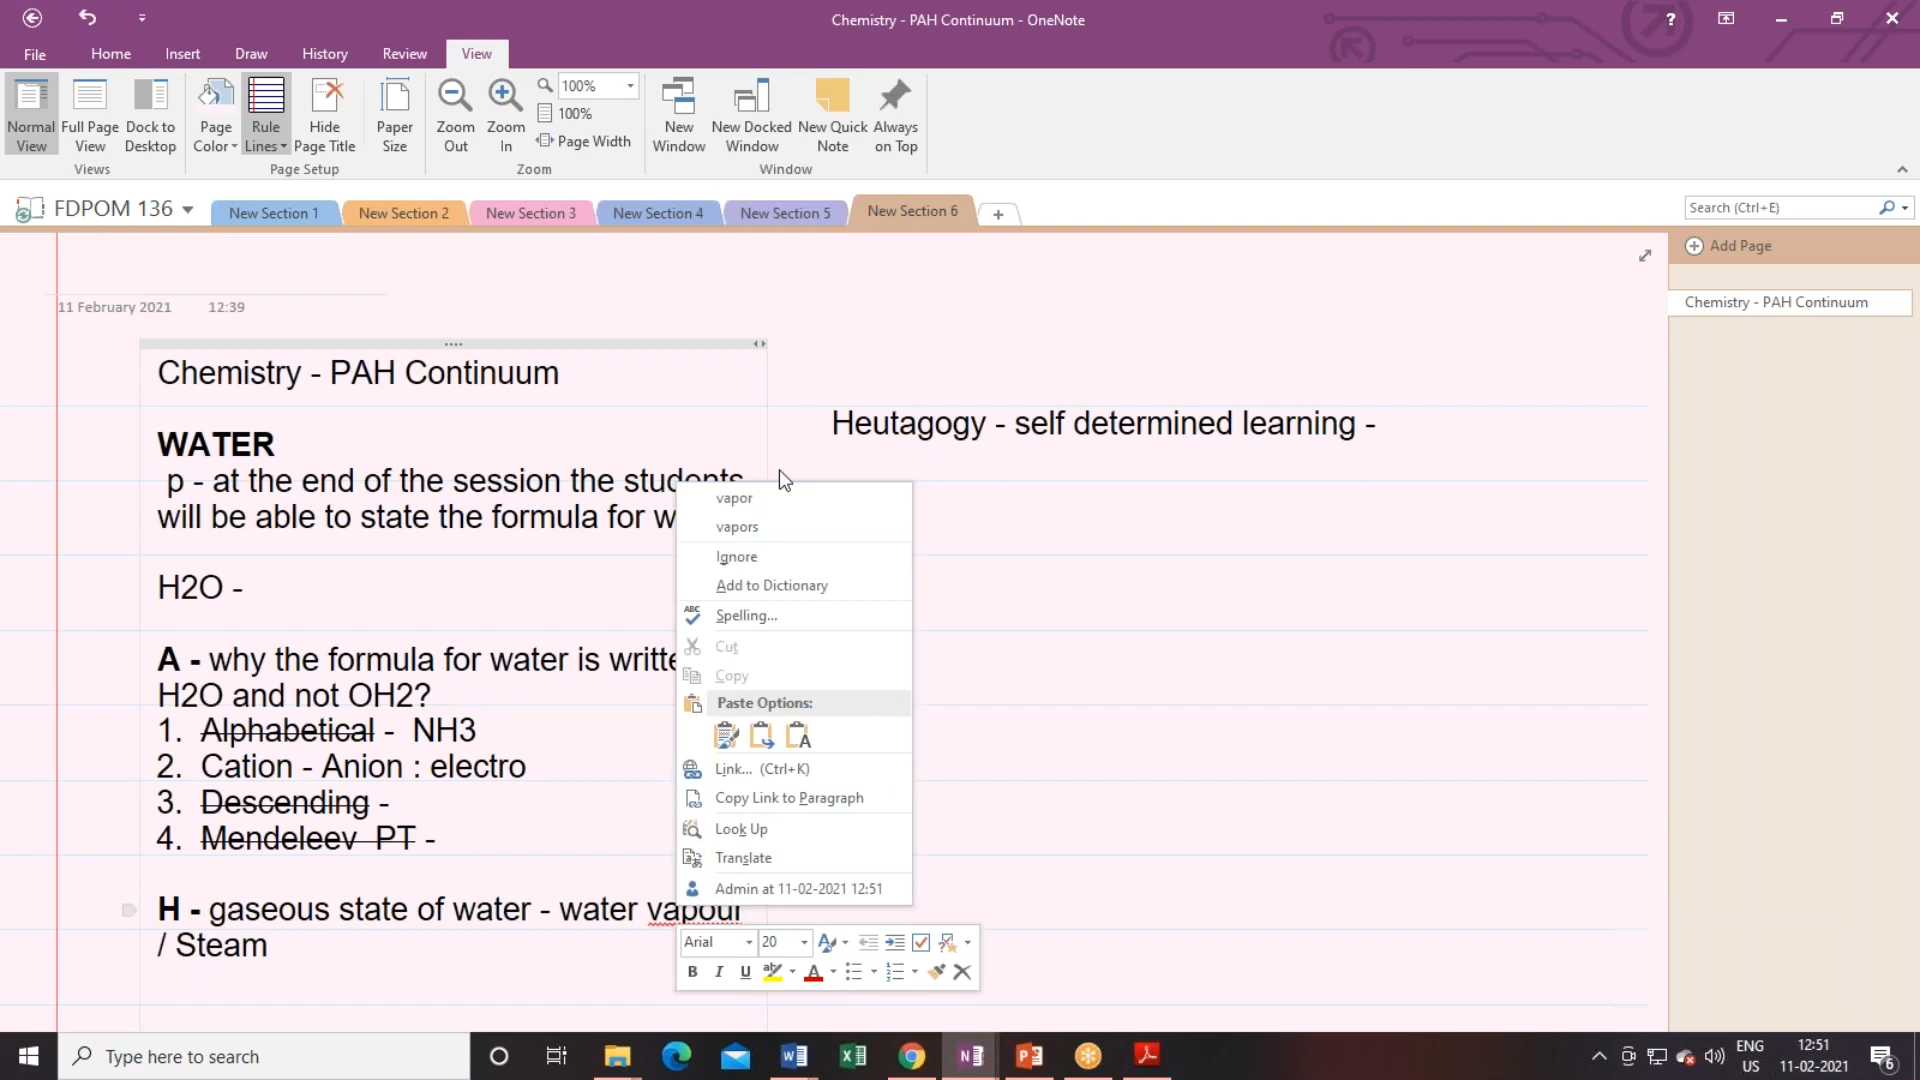 Chemistry - PAH Continuum - OneNote
?
File
Home
Insert
Draw
History
Review
View
Normal View
Full Page View
Dock to Desktop
Views
Page Color
Rule Lines
Hide Page Title
Paper Size
Page Setup
Zoom Out
Zoom In
100%
100%
Page Width
Zoom
New Window
New Docked Window
New Quick Note
Always on Top
Window
FDPOM 136
New Section 1
New Section 2
New Section 3
New Section 4
New Section 5
New Section 6
Search (Ctrl+E)
Add Page
Chemistry - PAH Continuum
11 February 2021 12:39
Chemistry - PAH Continuum
WATER
p - at the end of the session the students
will be able to state the formula for w
H2O -
A - why the formula for water is writte
H2O and not OH2?
1. Alphabetical - NH3
2. Cation - Anion : electro
3. Descending -
4. Mendeleev PT -
H - gaseous state of water - water vapour
/ Steam
Heutagogy - self determined learning -
vapor
vapors
Ignore
Add to Dictionary
ABC
Spelling...
Cut
Copy
Paste Options:
Link... (Ctrl+K)
Copy Link to Paragraph
Look Up
Translate
Admin at 11-02-2021 12:51
Arial
20
B I U ab A
Type here to search
ENG
US
12:51
11-02-2021
6